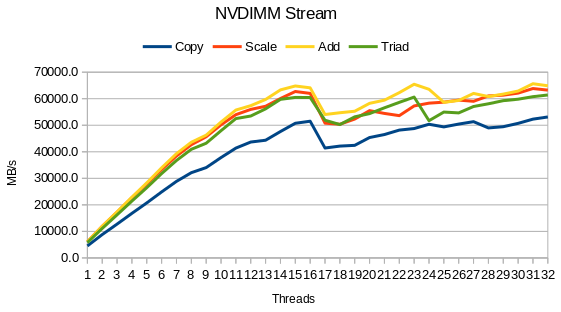 NVDIMM Stream
Copy Scale Add Triad
70000.0
60000.0
50000.0
40000.0
30000.0
20000.0
10000.0
0.0
MB/s
1 2 3 4 5 6 7 8 9 10 11 12 13 14 15 16 17 18 19 20 21 22 23 24 25 26 27 28 29 30 31 32
Threads